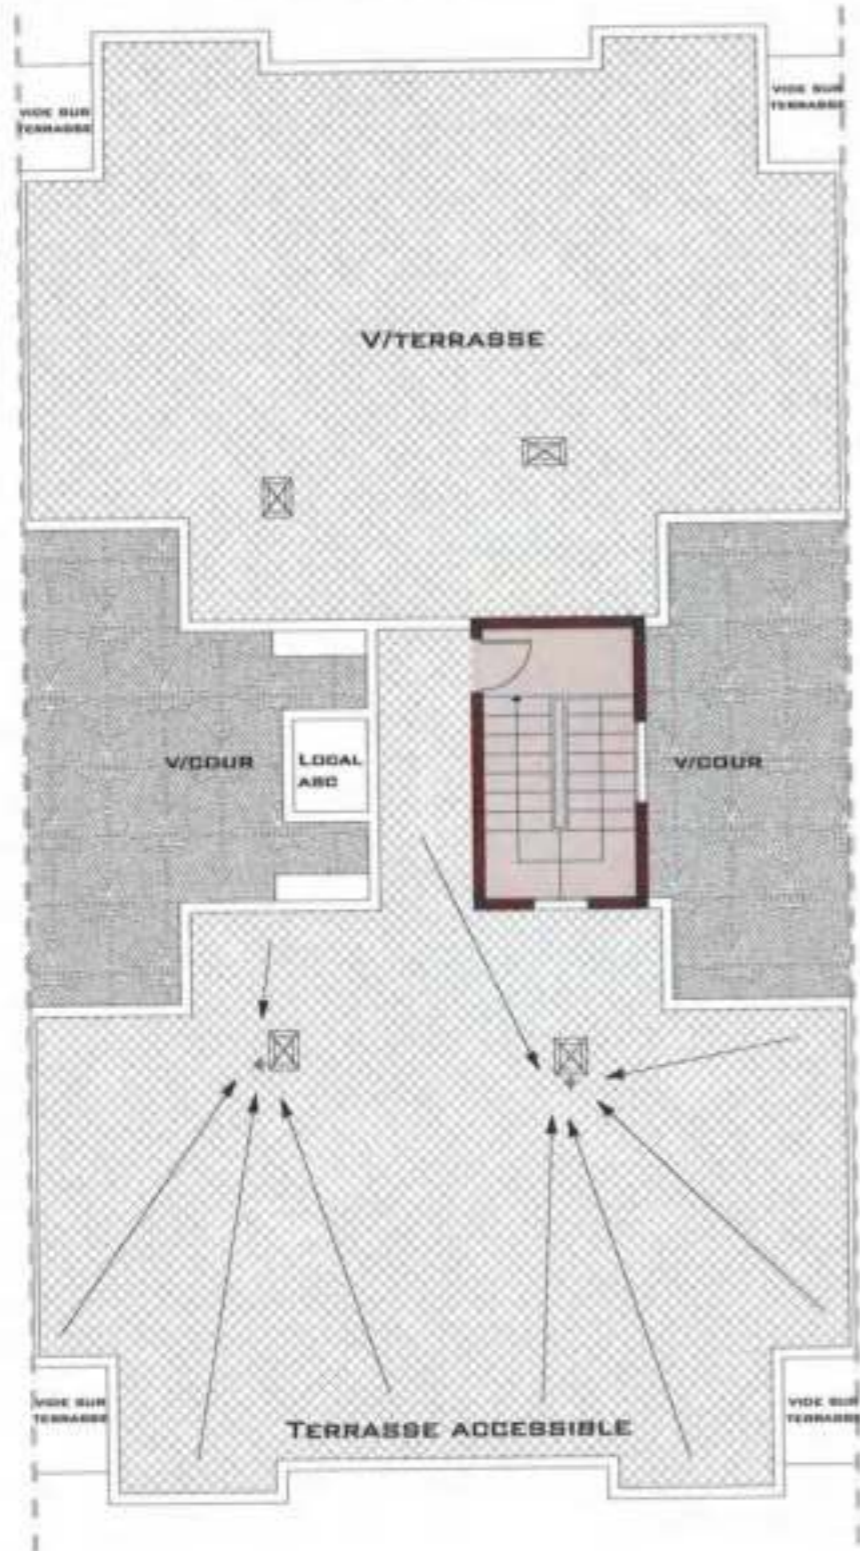 VIDE SUR
TERRASSE
VIDE SUR
TERRASSE
V/TERRASSE
V/COUR
LOCAL
ASC
V/COUR
VIDE SUR
TERRASSE
TERRASSE ACCESSIBLE
VIDE SUR
TERRASSE